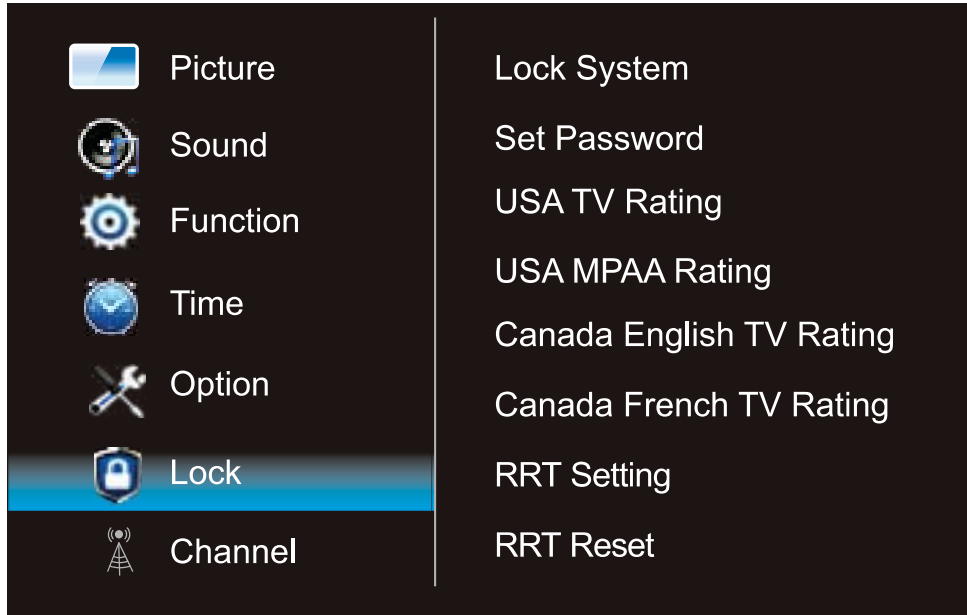 Picture
Sound
Function
Time
Option
Lock
Channel
Lock System
Set Password
USA TV Rating
USA MPAA Rating
Canada English TV Rating
Canada French TV Rating
RRT Setting
RRT Reset